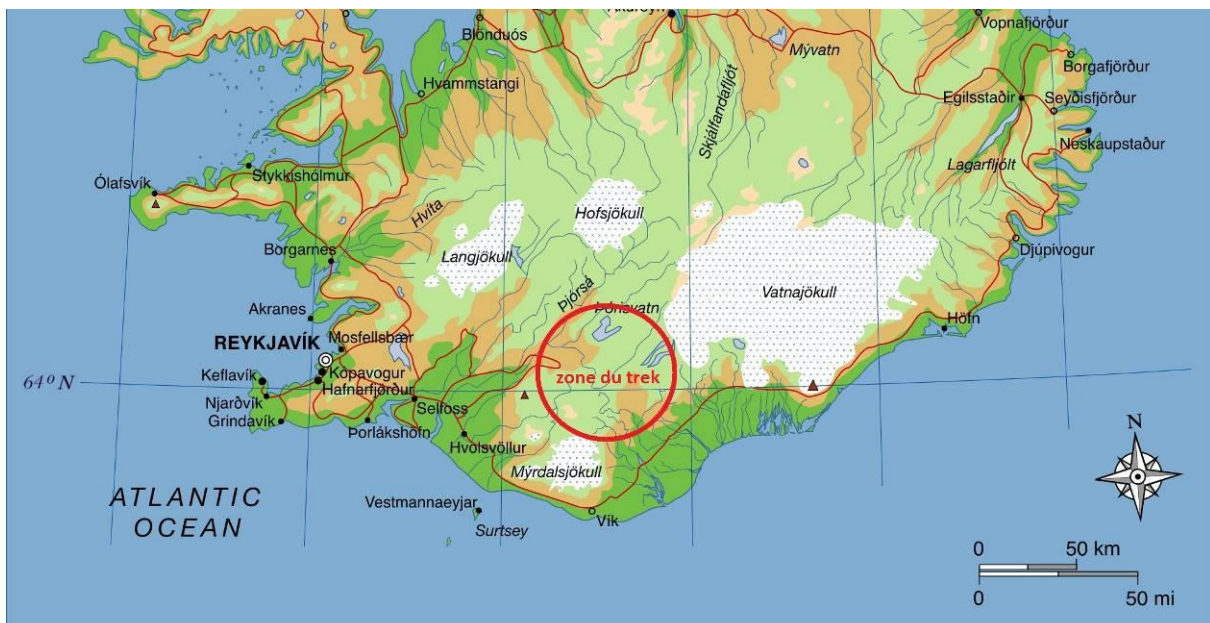 Blönduós
Mývatn
Vopnafjörður
Borgafjörður
Hvammstangi
Egilsstaðir
Seyðisfjörður
Skjálfandafljót
Neskaupstaður
Lagarfljólt
Stykkishólmur
Ólafsvík
Hvíta
Hofsjökull
Langjökull
Djúpivogur
Borgarnes
Vatnajökull
Þjórsá
Þórisvatn
Akranes
Höfn
REYKJAVÍK
Mosfellsbær
Kópavogur
zone du trek
64° N
Keflavík
Hafnarfjörður
Njarðvík
Selfoss
Grindavík
Þorlákshöfn
Hvolsvöllur
N
Mýrdalsjökull
ATLANTIC
OCEAN
Vestmannaeyjar
Surtsey
Vík
0 50 km
0 50 mi